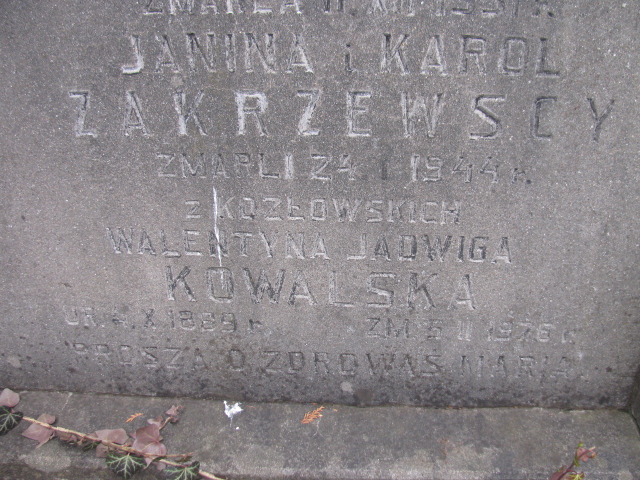 ZMARŁA
JANINA i KAROL
ZAKRZEWSCY
ZMARLI 24 I 1944 R.
Z KOZŁOWSKICH
WALENTYNA JADWIGA
KOWALSKA
UR. 4. X. 1889 R. ZM. 5 II 1976 R.
PROSZĄ O ZDROWAŚ MARIA